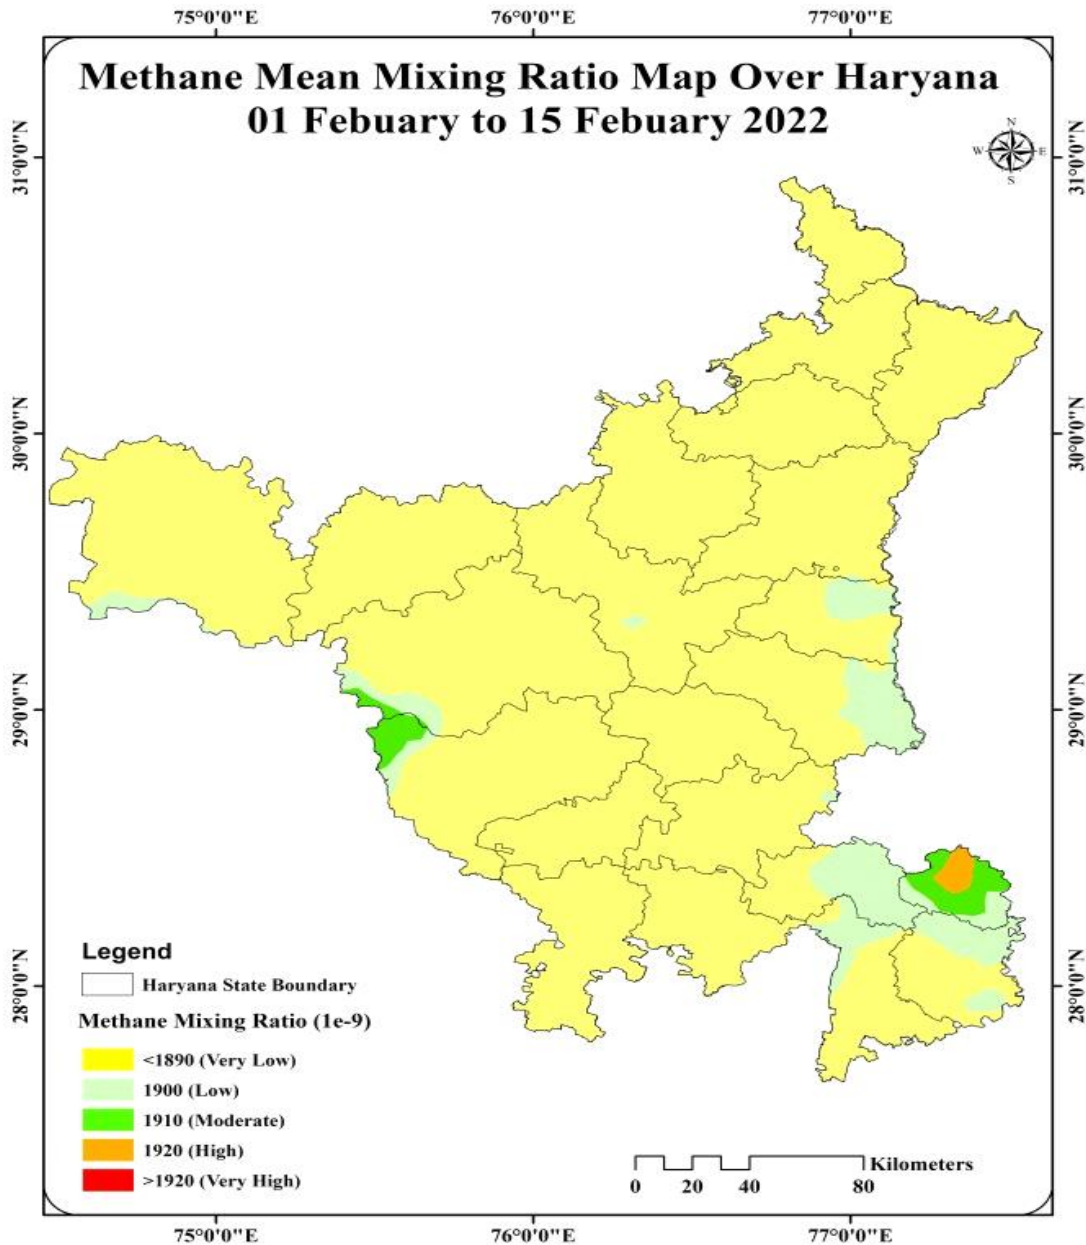 75°0'0"E 76°0'0"E 77°0'0"E
Methane Mean Mixing Ratio Map Over Haryana
01 Febuary to 15 Febuary 2022
N
W E
S
31°0'0"N 31°0'0"N
30°0'0"N 30°0'0"N
29°0'0"N 29°0'0"N
28°0'0"N 28°0'0"N
Legend
Haryana State Boundary
Methane Mixing Ratio (1e-9)
<1890 (Very Low)
1900 (Low)
1910 (Moderate)
1920 (High)
>1920 (Very High)
Kilometers
0 20 40 80
75°0'0"E 76°0'0"E 77°0'0"E